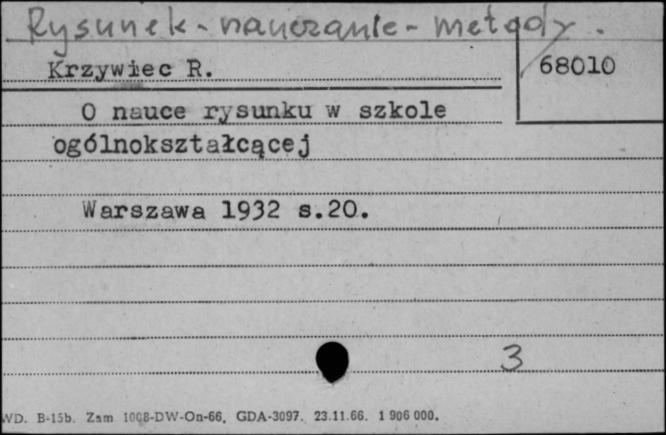 Rysunek - nauczanie - metody.
Krzywiec R.
68010
O nauce rysunku w szkole
ogólnokształcącej
Warszawa 1932 s.20.
3
WD. B-15b. Zam 1008-DW-On-66. GDA-3097. 23.11.66. 1 906 000.